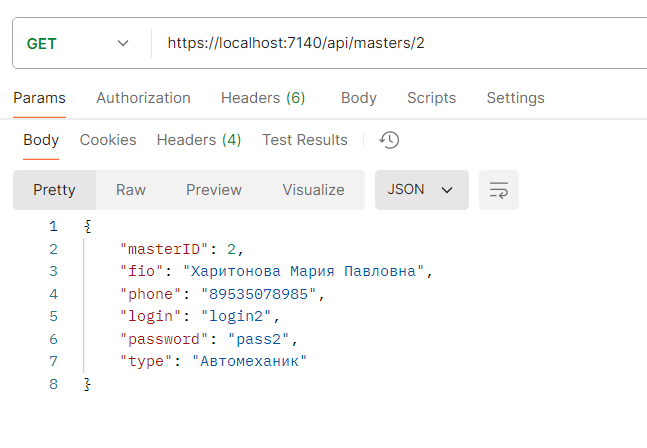 GET https://localhost:7140/api/masters/2
Params Authorization Headers (6) Body Scripts Settings
Body Cookies Headers (4) Test Results
Pretty Raw Preview Visualize JSON
1 {
2 "masterID": 2,
3 "fio": "Харитонова Мария Павловна",
4 "phone": "89535078985",
5 "login": "login2",
6 "password": "pass2",
7 "type": "Автомеханик"
8 }